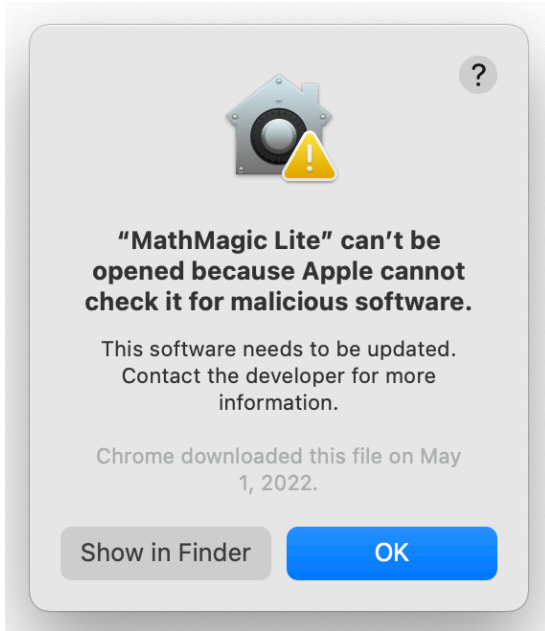 ?
“MathMagic Lite” can’t be
opened because Apple cannot
check it for malicious software.
This software needs to be updated.
Contact the developer for more
information.
Chrome downloaded this file on May
1, 2022.
Show in Finder
OK